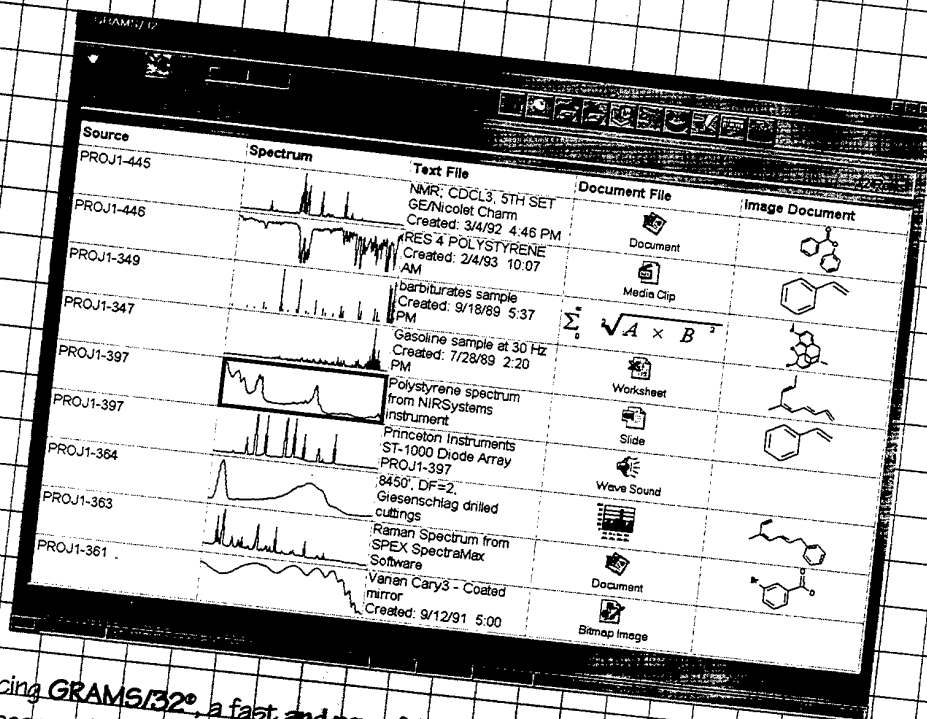 GRAMS/32
Source Spectrum Text File Document File Image Document
PROJ1-445
NMR: CDCL3, 5TH SET
GE/Nicolet Charm
Created: 3/4/92 4:46 PM
Document
PROJ1-446
RES 4 POLYSTYRENE
Created: 2/4/93 10:07
AM
Media Clip
PROJ1-349
barbiturates sample
Created: 9/18/89 5:37
PM
PROJ1-347
Gasoline sample at 30 Hz
Created: 7/28/89 2:20
PM
Worksheet
PROJ1-397
Polystyrene spectrum
from NIRSystems
instrument
Slide
PROJ1-397
Princeton Instruments
ST-1000 Diode Array
PROJ1-397
Wave Sound
PROJ1-364
8450', DF=2,
Giesenschlag drilled
cuttings
PROJ1-363
Raman Spectrum from
SPEX SpectraMax
Software
Document
PROJ1-361
Varian Cary3 - Coated
mirror
Created: 9/12/91 5:00
Bitmap Image
cing GRAMS/32®, a fast and